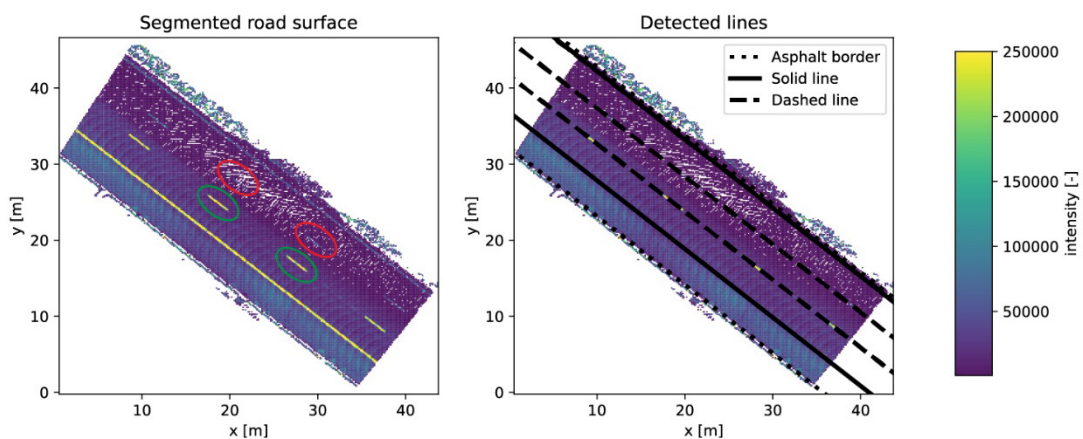 Segmented road surface
Detected lines
40
30
20
10
0
y [m]
10
20
30
40
x [m]
40
30
20
10
0
y [m]
10
20
30
40
x [m]
Asphalt border
Solid line
Dashed line
250000
200000
150000
100000
50000
intensity [-]